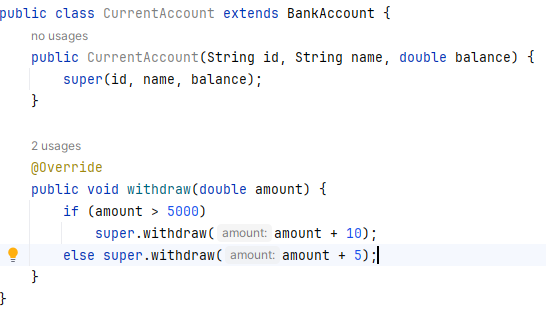 public class CurrentAccount extends BankAccount {
no usages
public CurrentAccount(String id, String name, double balance) {
super(id, name, balance);
}
2 usages
@Override
public void withdraw(double amount) {
if (amount > 5000)
super.withdraw( amount: amount + 10);
else super.withdraw( amount: amount + 5);
}
}